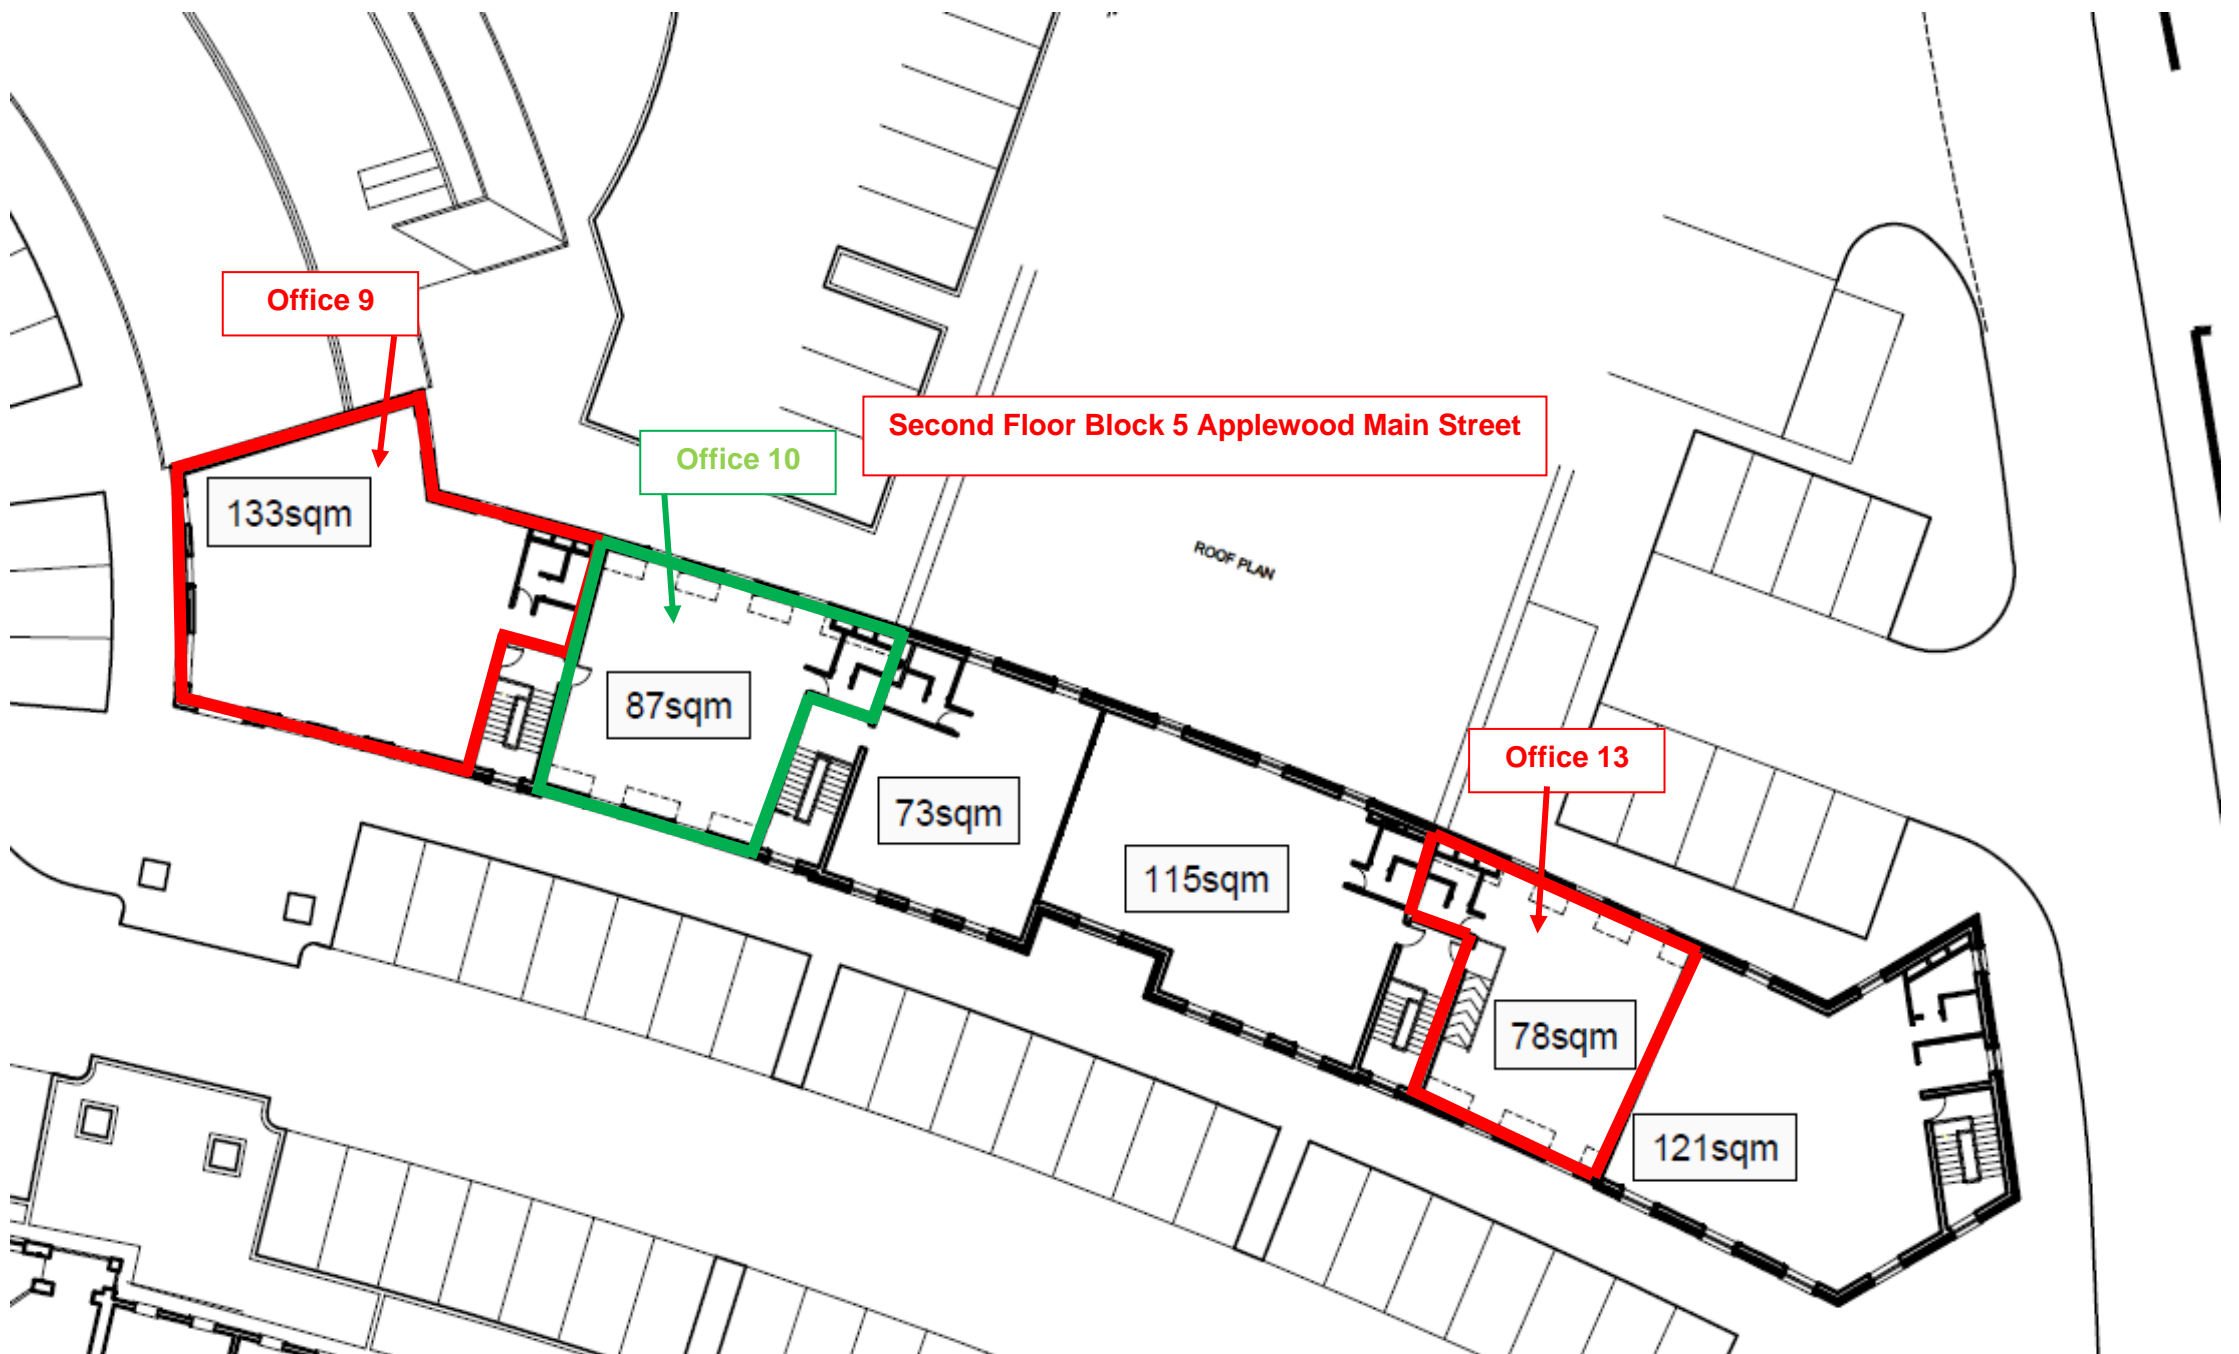 Office 9
Second Floor Block 5 Applewood Main Street
Office 10
133sqm
ROOF PLAN
87sqm
Office 13
73sqm
115sqm
78sqm
121sqm